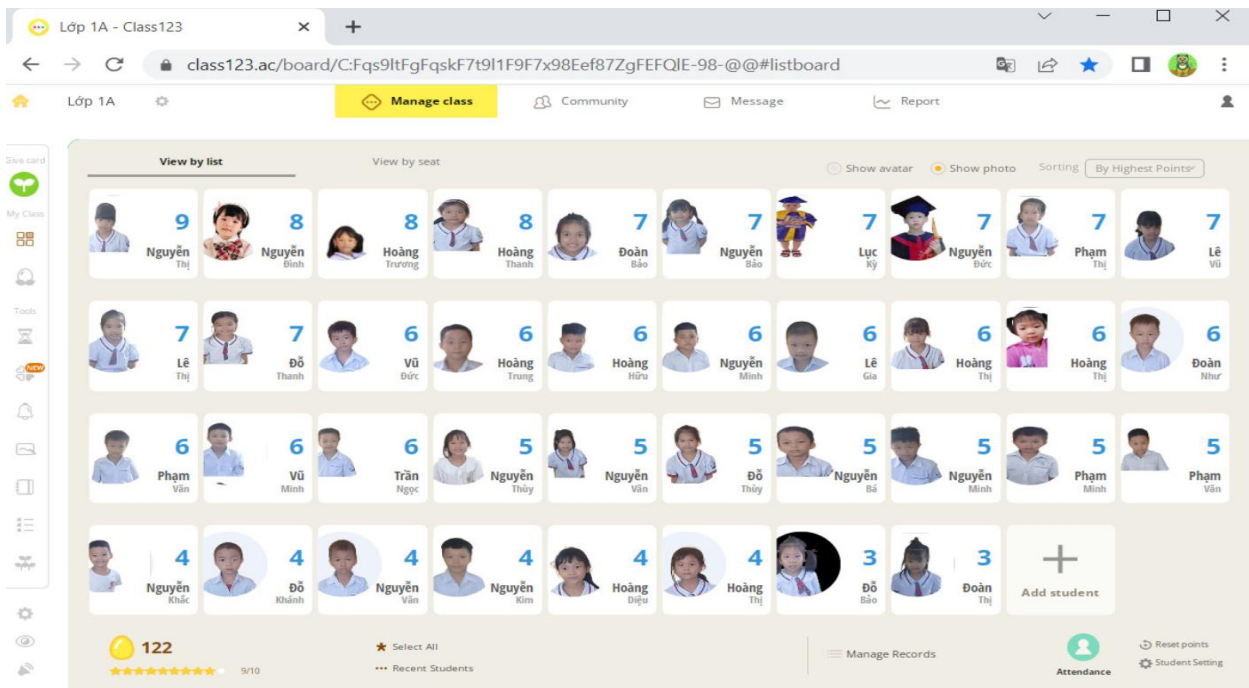 Lớp 1A - Class123
class123.ac/board/C:Fqs9ltFgFqskF7t9l1F9F7x98Eef87ZgFEFQlE-98-@@#listboard
Lớp 1A Manage class Community Message Report
Give card
My Class
Tools
NEW
View by list View by seat Show avatar Show photo Sorting By Highest Points
9 8 8 8 7 7 7 7 7 7
Nguyễn Nguyễn Hoàng Hoàng Đoàn Nguyễn Lục Nguyễn Phạm Lê
Thị Đình Trương Thanh Bảo Bảo Kỳ Đức Thị Vũ
7 7 6 6 6 6 6 6 6 6
Lê Đỗ Vũ Hoàng Hoàng Nguyễn Lê Hoàng Hoàng Đoàn
Thị Thanh Đức Trung Hữu Minh Gia Thị Thị Như
6 6 6 5 5 5 5 5 5 5
Phạm Vũ Trần Nguyễn Nguyễn Đỗ Nguyễn Nguyễn Phạm Phạm
Văn Minh Ngọc Thùy Vân Thùy Bá Minh Minh Văn
4 4 4 4 4 4 3 3
Nguyễn Đỗ Nguyễn Nguyễn Hoàng Hoàng Đỗ Đoàn Add student
Khắc Khánh Văn Kim Diệu Thị Bảo Thị
122
9/10
Select All
Recent Students
Manage Records
Attendance
Reset points
Student Setting